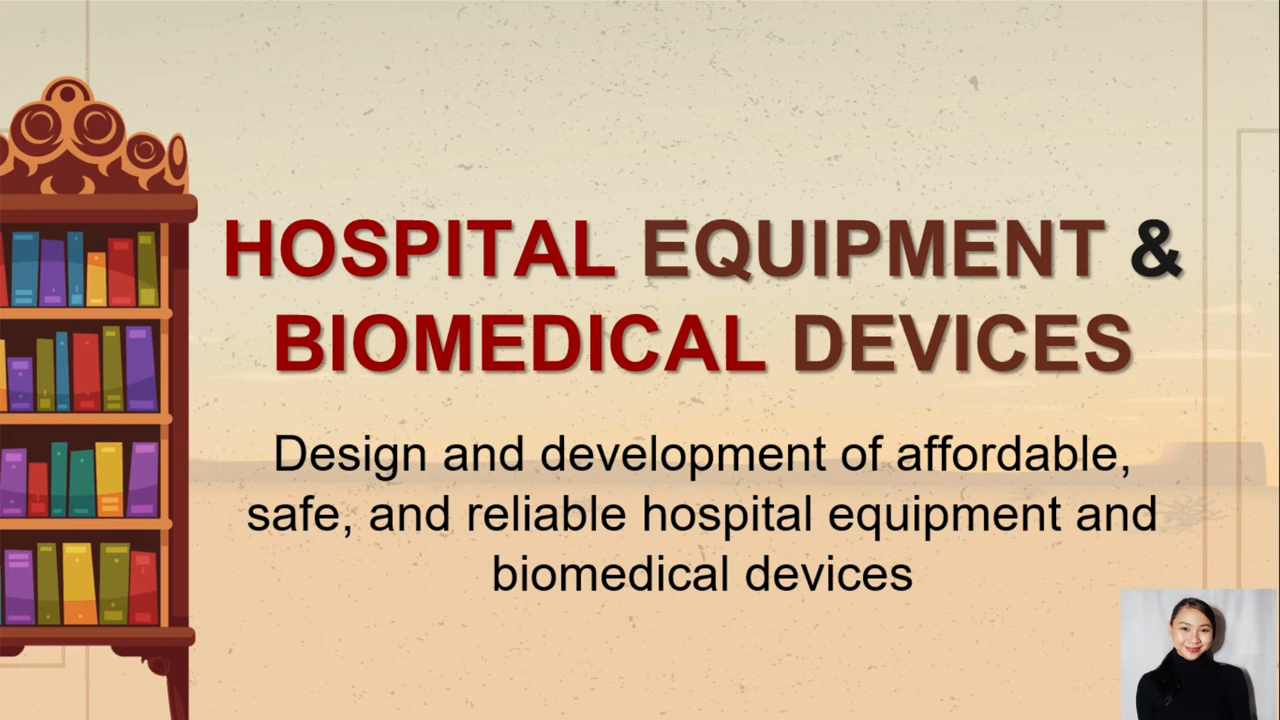 HOSPITAL EQUIPMENT &
BIOMEDICAL DEVICES
Design and development of affordable,
safe, and reliable hospital equipment and
biomedical devices